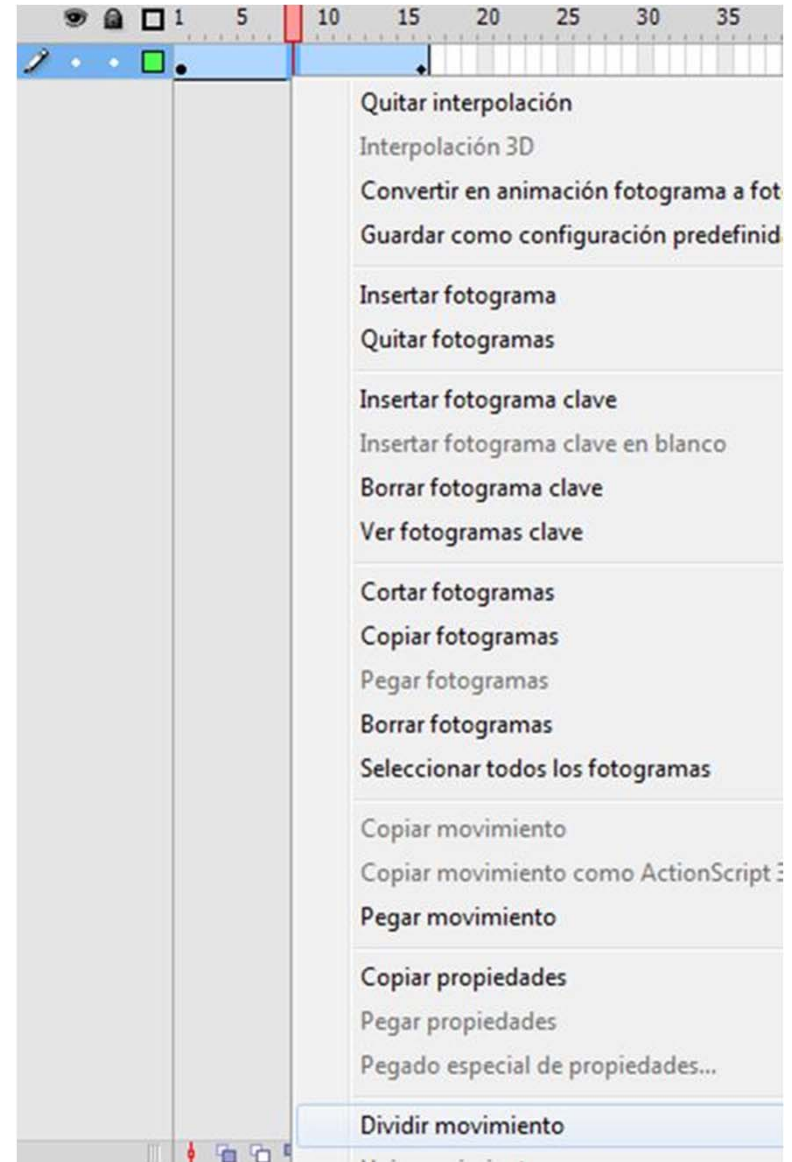 1 5 10 15 20 25 30 35
Quitar interpolación
Interpolación 3D
Convertir en animación fotograma a fot
Guardar como configuración predefinid
Insertar fotograma
Quitar fotogramas
Insertar fotograma clave
Insertar fotograma clave en blanco
Borrar fotograma clave
Ver fotogramas clave
Cortar fotogramas
Copiar fotogramas
Pegar fotogramas
Borrar fotogramas
Seleccionar todos los fotogramas
Copiar movimiento
Copiar movimiento como ActionScript
Pegar movimiento
Copiar propiedades
Pegar propiedades
Pegado especial de propiedades...
Dividir movimiento